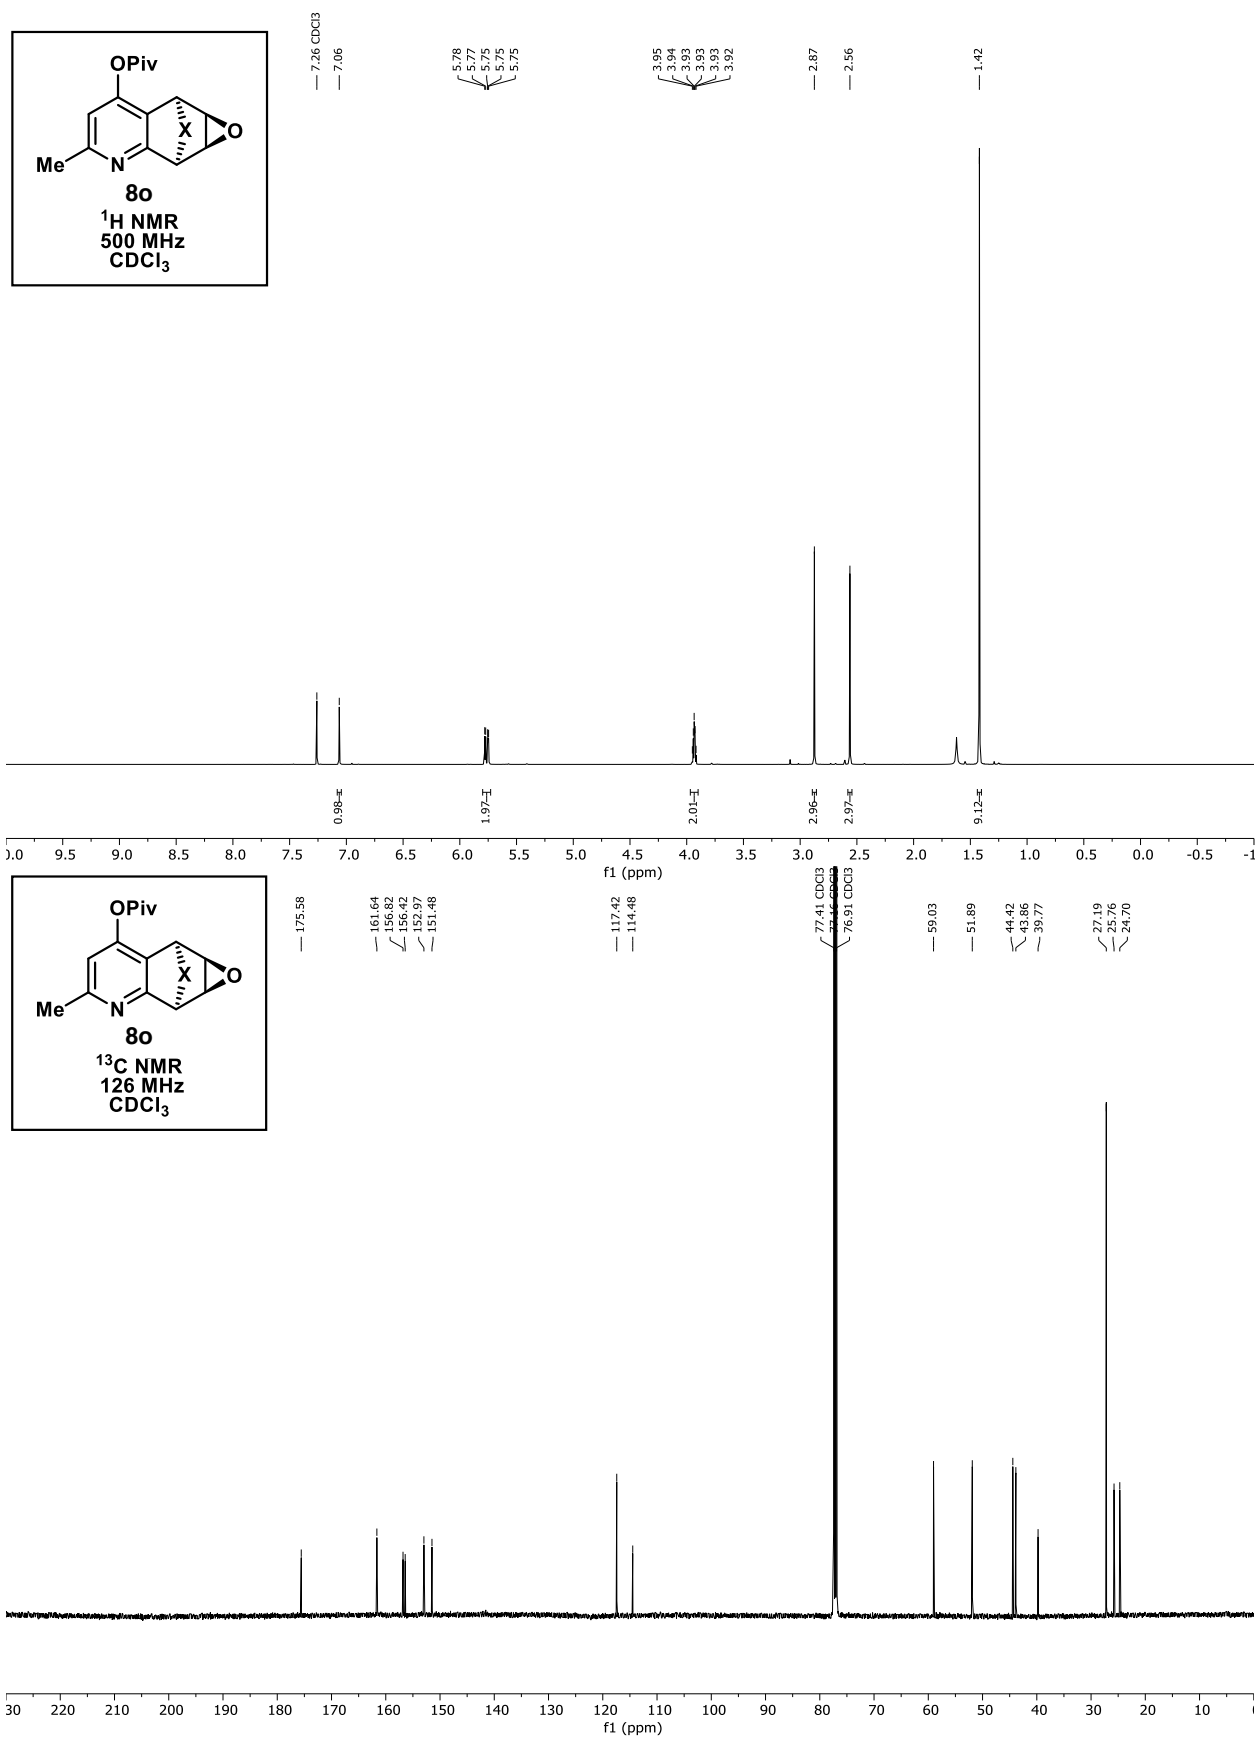 7.26 CDCl3
7.06
5.78
5.77
5.75
5.75
5.75
3.95
3.94
3.93
3.93
3.93
3.92
2.87
2.56
1.42
OPiv
X
O
Me
N
8o
¹H NMR
500 MHz
CDCl₃
0.98
1.97
2.01
2.96
2.97
9.12
0.0 9.5 9.0 8.5 8.0 7.5 7.0 6.5 6.0 5.5 5.0 4.5 4.0 3.5 3.0 2.5 2.0 1.5 1.0 0.5 0.0 -0.5 -1
f1 (ppm)
175.58
161.64
156.82
156.42
152.97
151.48
117.42
114.48
77.41 CDCl3
77.16 CDCl3
76.91 CDCl3
59.03
51.89
44.42
43.86
39.77
27.19
25.76
24.70
OPiv
X
O
Me
N
8o
¹³C NMR
126 MHz
CDCl₃
30 220 210 200 190 180 170 160 150 140 130 120 110 100 90 80 70 60 50 40 30 20 10 0
f1 (ppm)